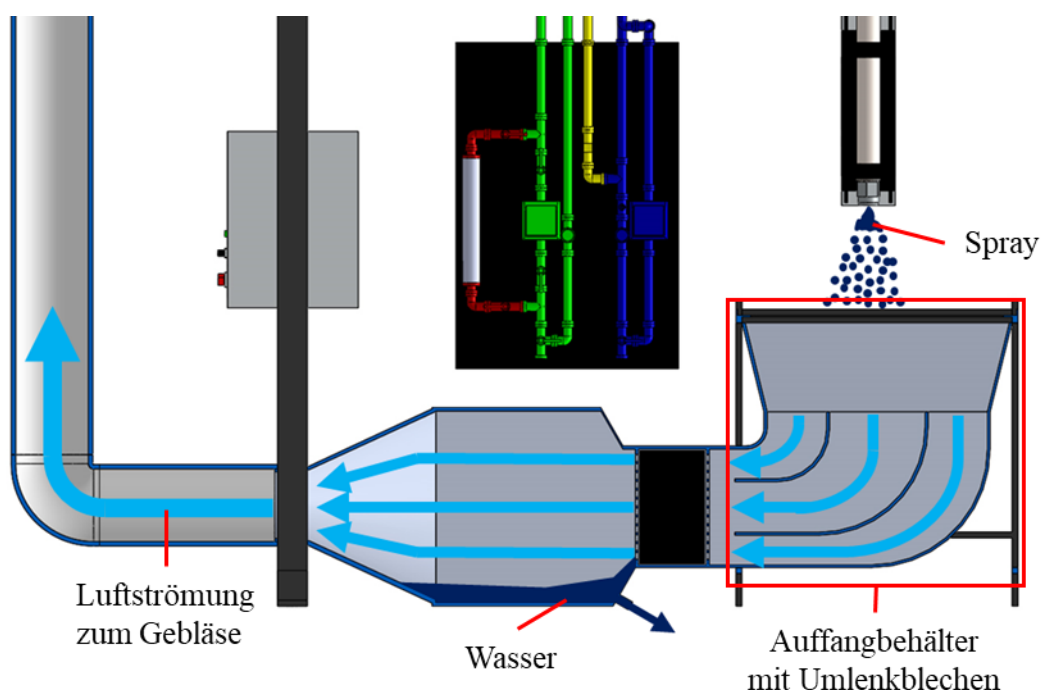 Spray
Luftströmung
zum Gebläse
Wasser
Auffangbehälter
mit Umlenkblechen